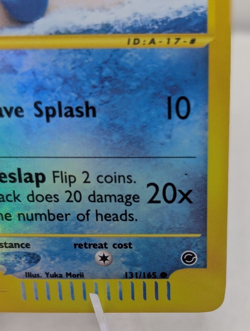 ID:A-17-#
ave Splash 10
eslap Flip 2 coins.
ack does 20 damage 20x
he number of heads.
stance retreat cost
Illus. Yuka Morii 131/165